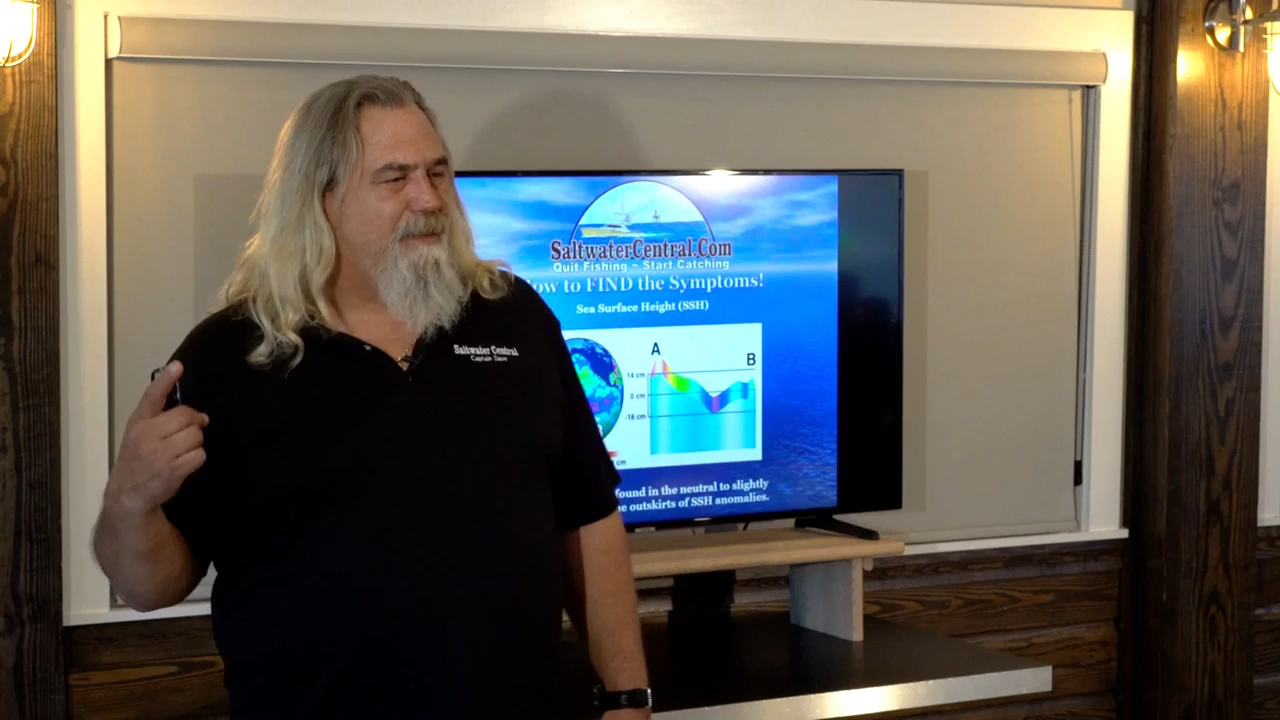 SaltwaterCentral.Com
Quit Fishing ~ Start Catching
ow to FIND the Symptoms!
Sea Surface Height (SSH)
A
B
14 cm
0 cm
-18 cm
cm
found in the neutral to slightly
outskirts of SSH anomalies.
Saltwater Central
Captain Dave